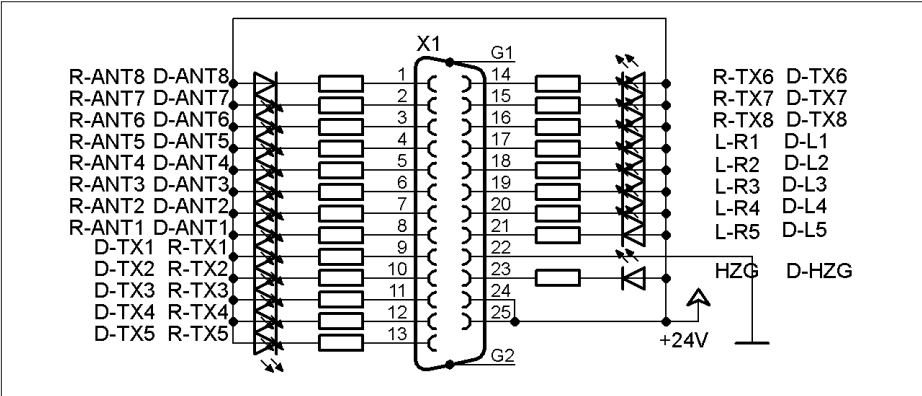 X1
G1
R-ANT8 D-ANT8 1 14 R-TX6 D-TX6
R-ANT7 D-ANT7 2 15 R-TX7 D-TX7
R-ANT6 D-ANT6 3 16 R-TX8 D-TX8
R-ANT5 D-ANT5 4 17 L-R1 D-L1
R-ANT4 D-ANT4 5 18 L-R2 D-L2
R-ANT3 D-ANT3 6 19 L-R3 D-L3
R-ANT2 D-ANT2 7 20 L-R4 D-L4
R-ANT1 D-ANT1 8 21 L-R5 D-L5
D-TX1 R-TX1 9 22
D-TX2 R-TX2 10 23 HZG D-HZG
D-TX3 R-TX3 11 24
D-TX4 R-TX4 12 25
D-TX5 R-TX5 13 +24V
G2